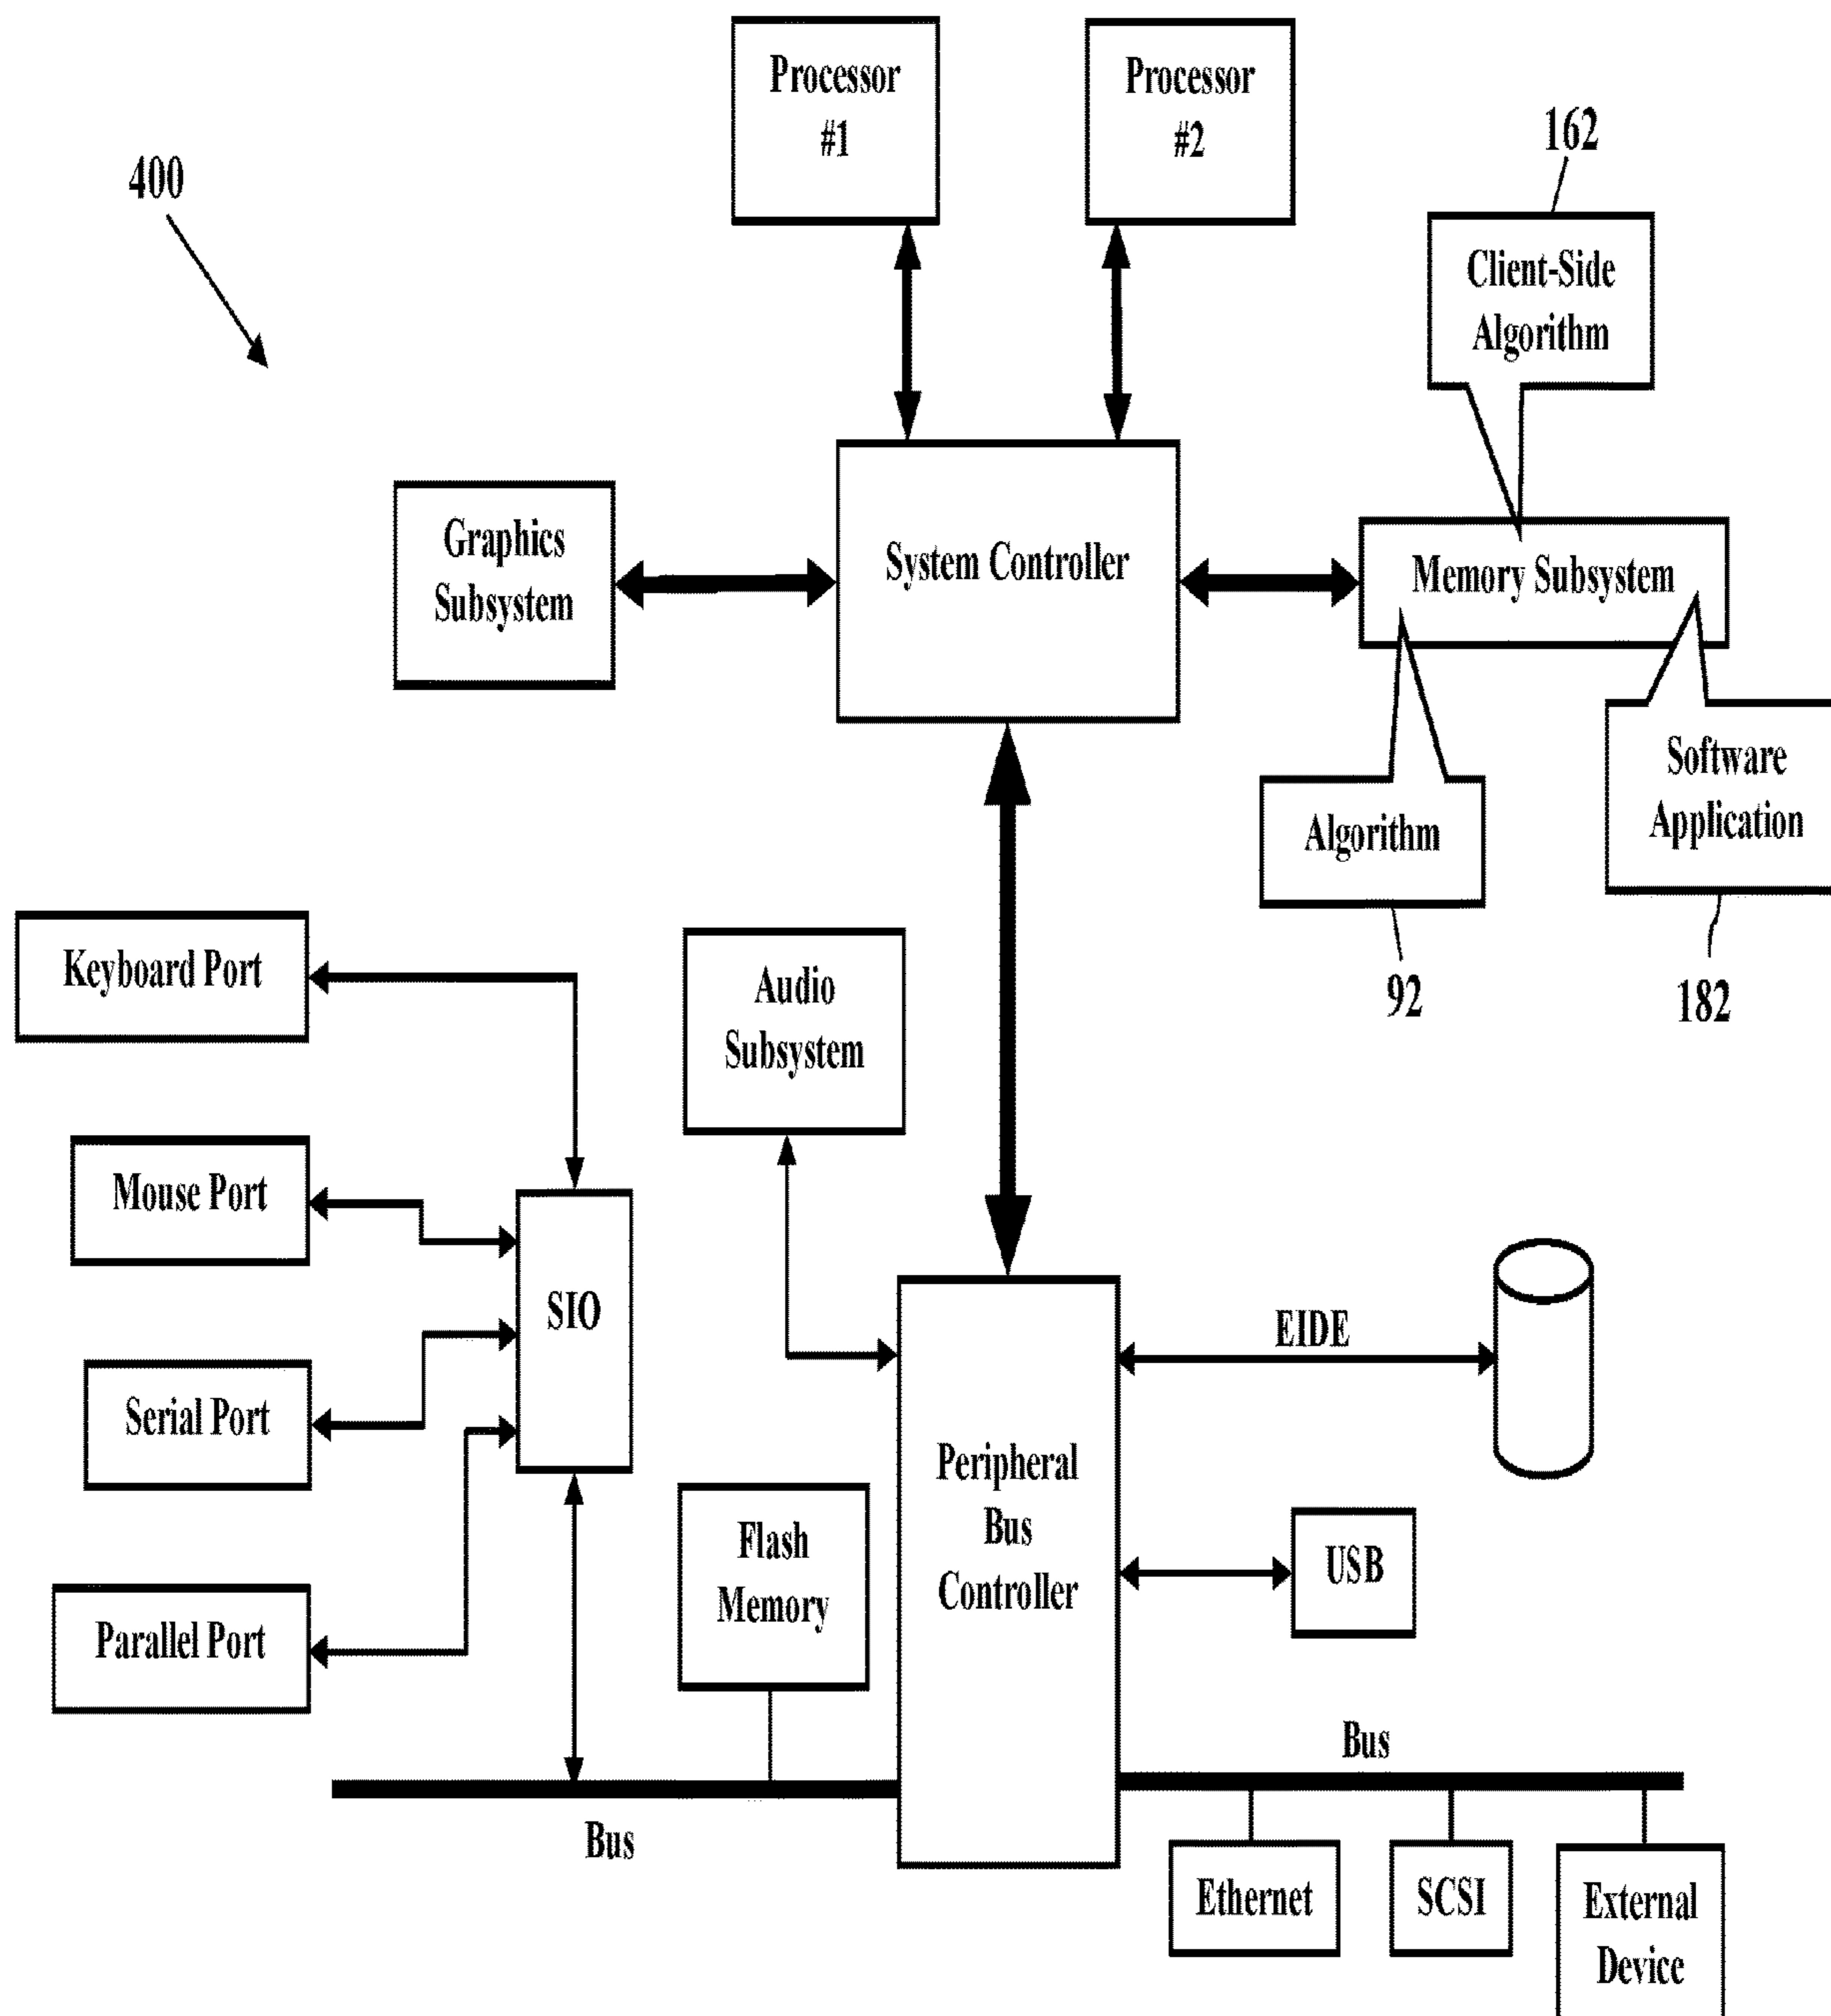 Processor
#1
Processor
#2
162
400
Client-Side
Algorithm
Graphics
Subsystem
System Controller
Memory Subsystem
Software
Application
Algorithm
92
182
Keyboard Port
Audio
Subsystem
Mouse Port
SIO
EIDE
Serial Port
Peripheral
Bus
Controller
Flash
Memory
USB
Parallel Port
Bus
Bus
Ethernet
SCSI
External
Device